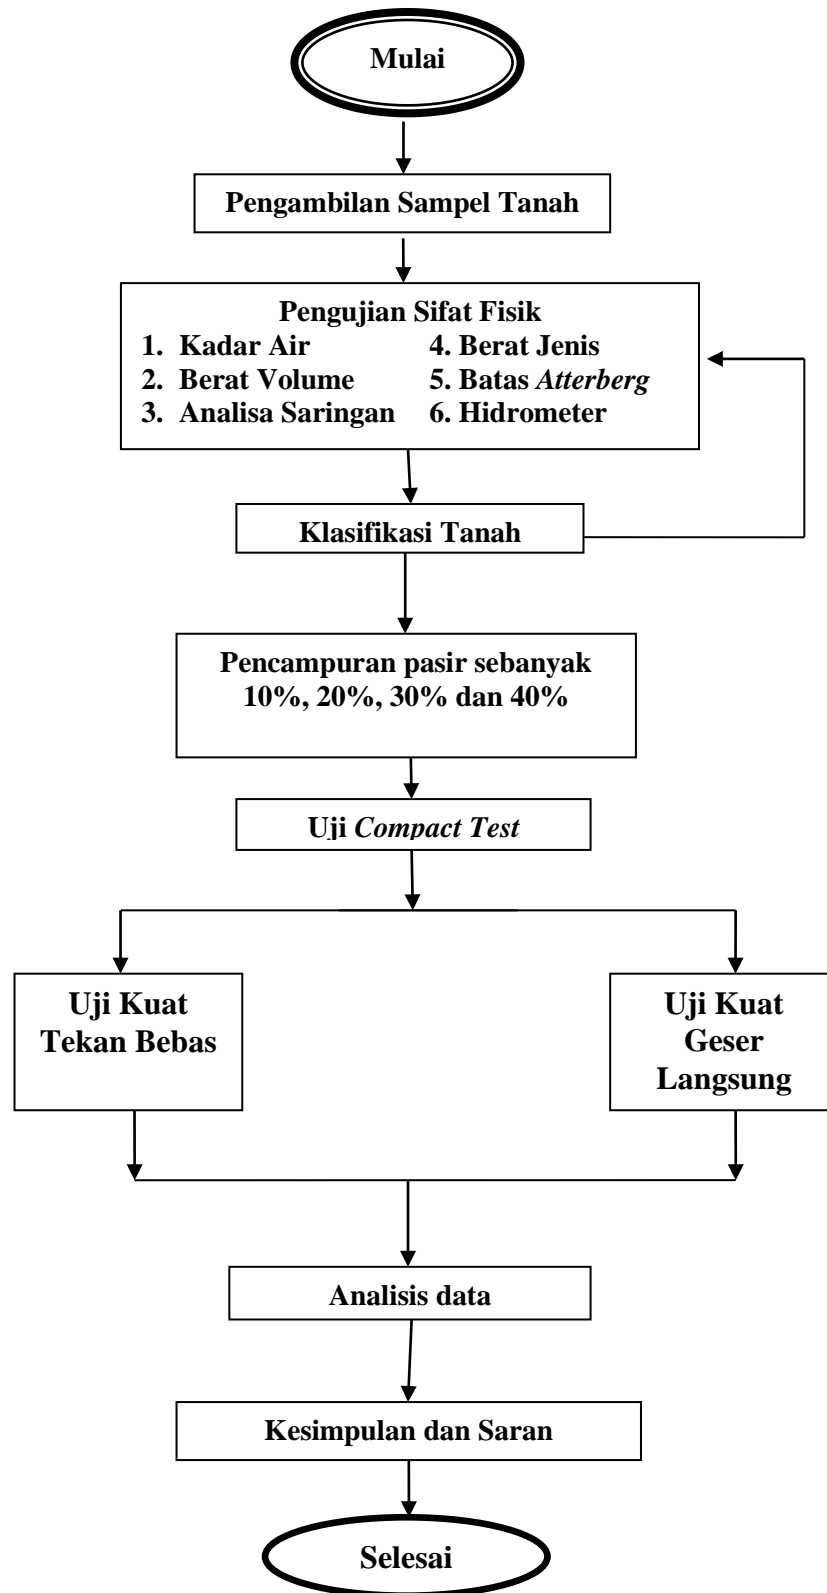 Mulai
Pengambilan Sampel Tanah
Pengujian Sifat Fisik
1. Kadar Air
2. Berat Volume
3. Analisa Saringan
4. Berat Jenis
5. Batas Atterberg
6. Hidrometer
Klasifikasi Tanah
Pencampuran pasir sebanyak
10%, 20%, 30% dan 40%
Uji Compact Test
Uji Kuat
Tekan Bebas
Uji Kuat
Geser
Langsung
Analisis data
Kesimpulan dan Saran
Selesai